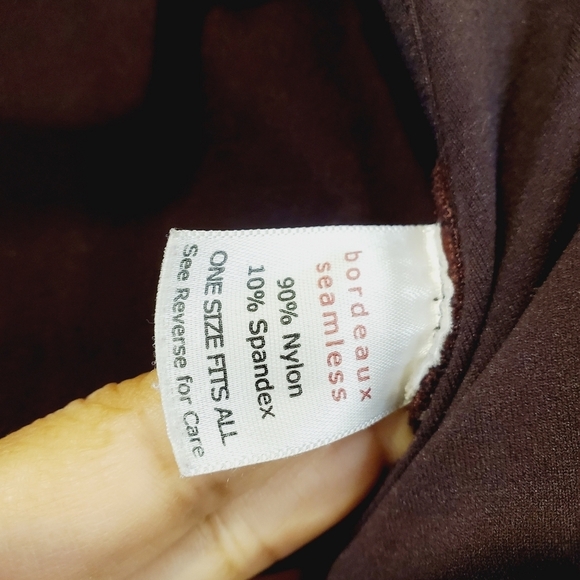 bordeaux
seamless
90% Nylon
10% Spandex
ONE SIZE FITS ALL
See Reverse for Care